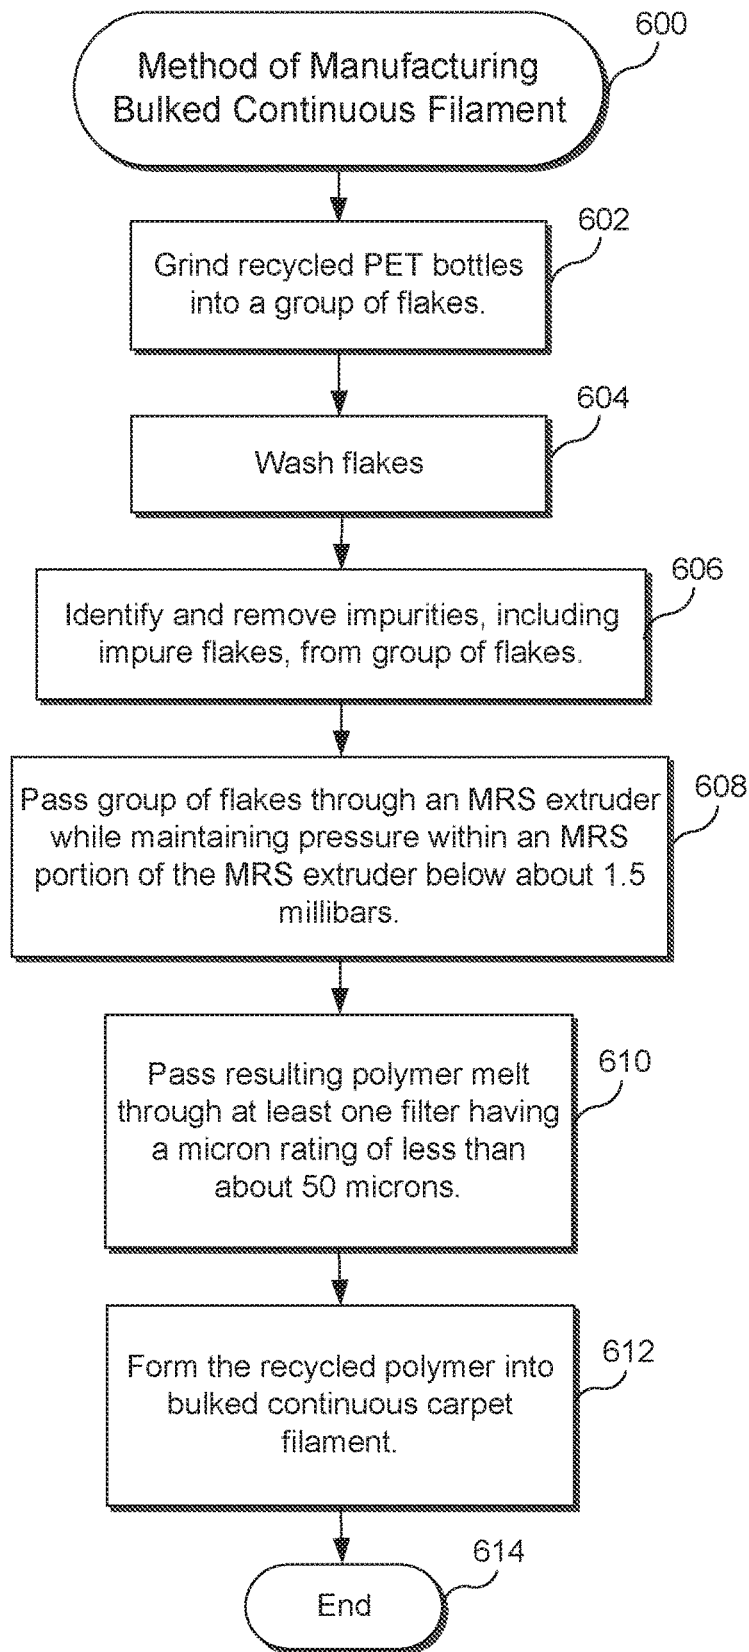 600
Method of Manufacturing
Bulked Continuous Filament
602
Grind recycled PET bottles
into a group of flakes.
604
Wash flakes
606
Identify and remove impurities, including
impure flakes, from group of flakes.
608
Pass group of flakes through an MRS extruder
while maintaining pressure within an MRS
portion of the MRS extruder below about 1.5
millibars.
610
Pass resulting polymer melt
through at least one filter having
a micron rating of less than
about 50 microns.
612
Form the recycled polymer into
bulked continuous carpet
filament.
614
End